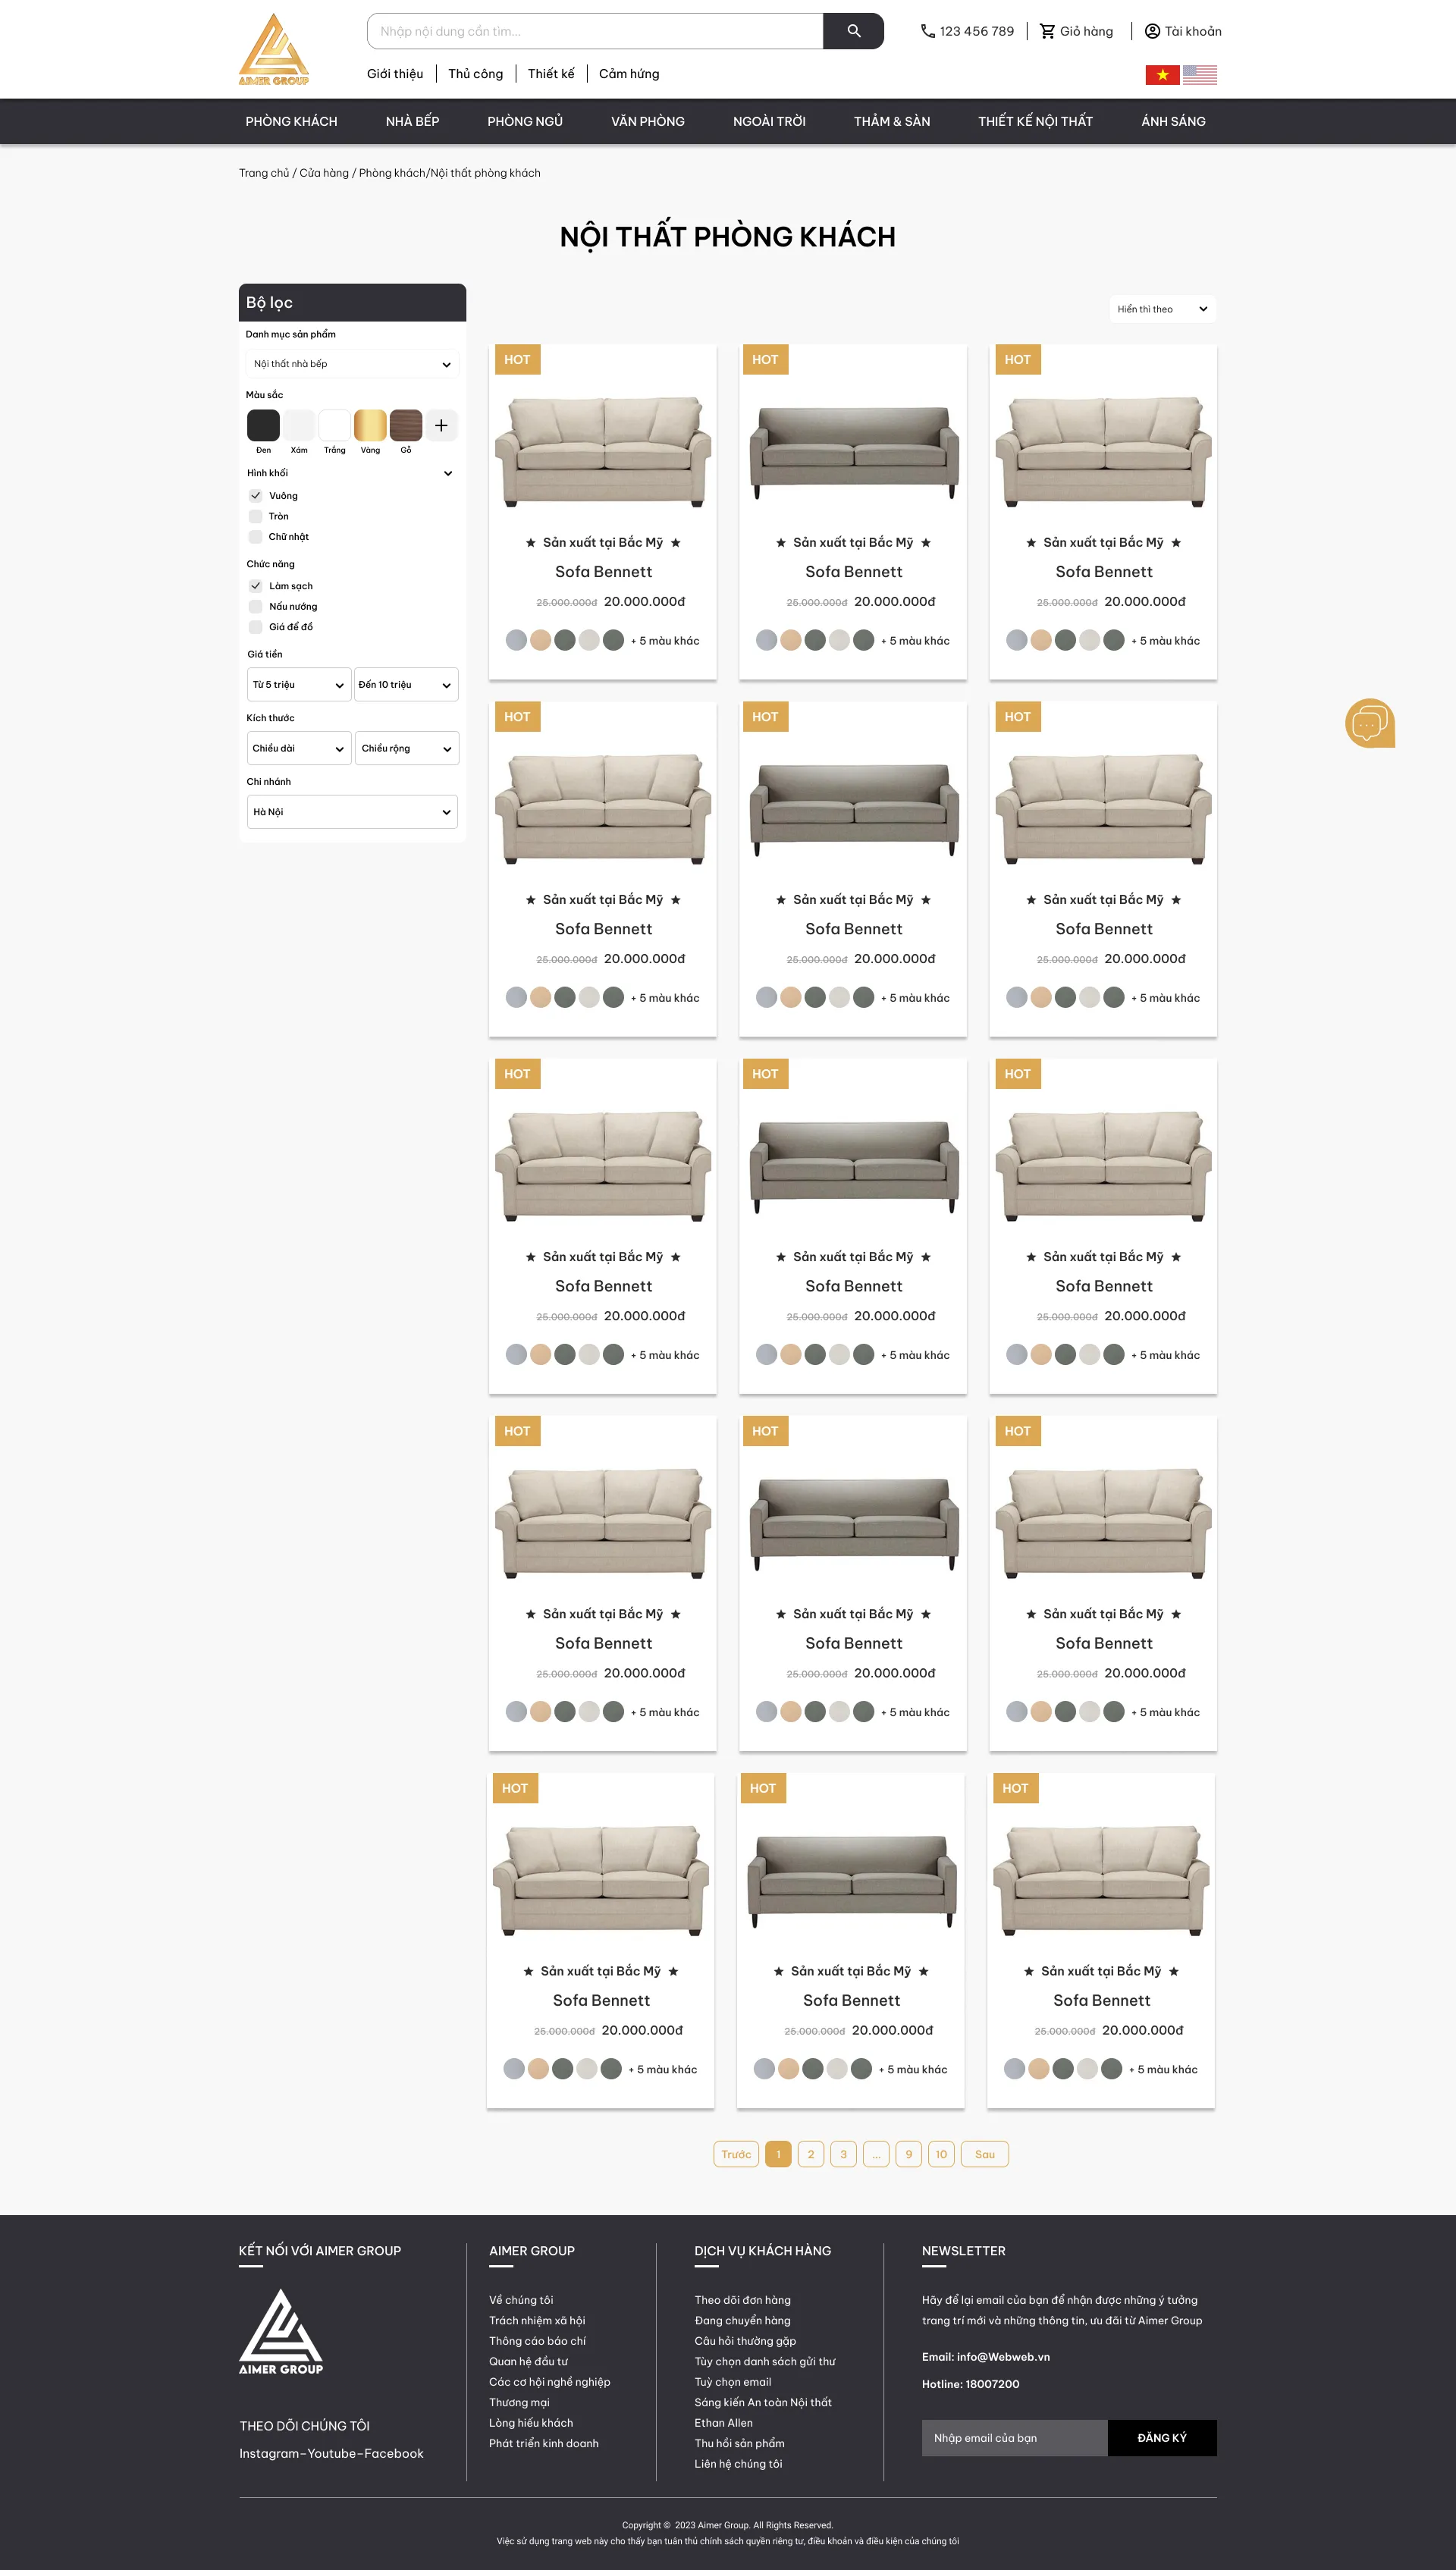 AIMER GROUP
Nhập nội dung cần tìm...
123 456 789
Giỏ hàng
Tài khoản
Giới thiệu
Thủ công
Thiết kế
Cảm hứng
PHÒNG KHÁCH
NHÀ BẾP
PHÒNG NGỦ
VĂN PHÒNG
NGOÀI TRỜI
THẢM & SÀN
THIẾT KẾ NỘI THẤT
ÁNH SÁNG
Trang chủ / Cửa hàng / Phòng khách/Nội thất phòng khách
NỘI THẤT PHÒNG KHÁCH
Bộ lọc
Danh mục sản phẩm
Nội thất nhà bếp
Màu sắc
Đen
Xám
Trắng
Vàng
Gỗ
Hình khối
Vuông
Tròn
Chữ nhật
Chức năng
Làm sạch
Nấu nướng
Giá để đồ
Giá tiền
Từ 5 triệu
Đến 10 triệu
Kích thước
Chiều dài
Chiều rộng
Chi nhánh
Hà Nội
Hiển thị theo
HOT
★ Sản xuất tại Bắc Mỹ ★
Sofa Bennett
25.000.000đ 20.000.000đ
+ 5 màu khác
HOT
★ Sản xuất tại Bắc Mỹ ★
Sofa Bennett
25.000.000đ 20.000.000đ
+ 5 màu khác
HOT
★ Sản xuất tại Bắc Mỹ ★
Sofa Bennett
25.000.000đ 20.000.000đ
+ 5 màu khác
HOT
★ Sản xuất tại Bắc Mỹ ★
Sofa Bennett
25.000.000đ 20.000.000đ
+ 5 màu khác
HOT
★ Sản xuất tại Bắc Mỹ ★
Sofa Bennett
25.000.000đ 20.000.000đ
+ 5 màu khác
HOT
★ Sản xuất tại Bắc Mỹ ★
Sofa Bennett
25.000.000đ 20.000.000đ
+ 5 màu khác
HOT
★ Sản xuất tại Bắc Mỹ ★
Sofa Bennett
25.000.000đ 20.000.000đ
+ 5 màu khác
HOT
★ Sản xuất tại Bắc Mỹ ★
Sofa Bennett
25.000.000đ 20.000.000đ
+ 5 màu khác
HOT
★ Sản xuất tại Bắc Mỹ ★
Sofa Bennett
25.000.000đ 20.000.000đ
+ 5 màu khác
HOT
★ Sản xuất tại Bắc Mỹ ★
Sofa Bennett
25.000.000đ 20.000.000đ
+ 5 màu khác
HOT
★ Sản xuất tại Bắc Mỹ ★
Sofa Bennett
25.000.000đ 20.000.000đ
+ 5 màu khác
HOT
★ Sản xuất tại Bắc Mỹ ★
Sofa Bennett
25.000.000đ 20.000.000đ
+ 5 màu khác
HOT
★ Sản xuất tại Bắc Mỹ ★
Sofa Bennett
25.000.000đ 20.000.000đ
+ 5 màu khác
HOT
★ Sản xuất tại Bắc Mỹ ★
Sofa Bennett
25.000.000đ 20.000.000đ
+ 5 màu khác
HOT
★ Sản xuất tại Bắc Mỹ ★
Sofa Bennett
25.000.000đ 20.000.000đ
+ 5 màu khác
Trước 1 2 3 ... 9 10 Sau
KẾT NỐI VỚI AIMER GROUP
AIMER GROUP
THEO DÕI CHÚNG TÔI
Instagram–Youtube–Facebook
AIMER GROUP
Về chúng tôi
Trách nhiệm xã hội
Thông cáo báo chí
Quan hệ đầu tư
Các cơ hội nghề nghiệp
Thương mại
Lòng hiếu khách
Phát triển kinh doanh
DỊCH VỤ KHÁCH HÀNG
Theo dõi đơn hàng
Đang chuyển hàng
Câu hỏi thường gặp
Tùy chọn danh sách gửi thư
Tuỳ chọn email
Sáng kiến An toàn Nội thất
Ethan Allen
Thu hồi sản phẩm
Liên hệ chúng tôi
NEWSLETTER
Hãy để lại email của bạn để nhận được những ý tưởng
trang trí mới và những thông tin, ưu đãi từ Aimer Group
Email: info@Webweb.vn
Hotline: 18007200
Nhập email của bạn
ĐĂNG KÝ
Copyright © 2023 Aimer Group. All Rights Reserved.
Việc sử dụng trang web này cho thấy bạn tuân thủ chính sách quyền riêng tư, điều khoản và điều kiện của chúng tôi